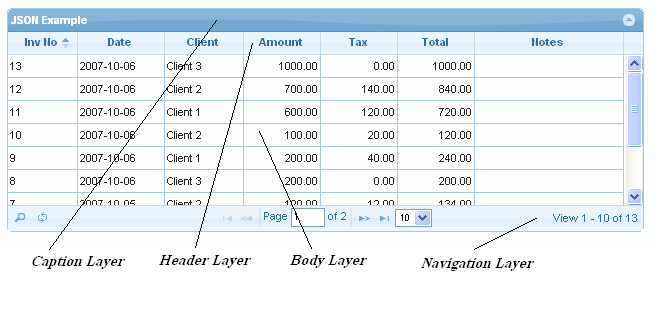 JSON Example
Inv No Date Client Amount Tax Total Notes
13 2007-10-06 Client 3 1000.00 0.00 1000.00
12 2007-10-06 Client 2 700.00 140.00 840.00
11 2007-10-06 Client 1 600.00 120.00 720.00
10 2007-10-06 Client 2 100.00 20.00 120.00
9 2007-10-06 Client 1 200.00 40.00 240.00
8 2007-10-06 Client 3 200.00 0.00 200.00
7 2007-10-05 Client 2 120.00 12.00 134.00
Page 1 of 2 10 View 1 - 10 of 13
Caption Layer Header Layer Body Layer Navigation Layer